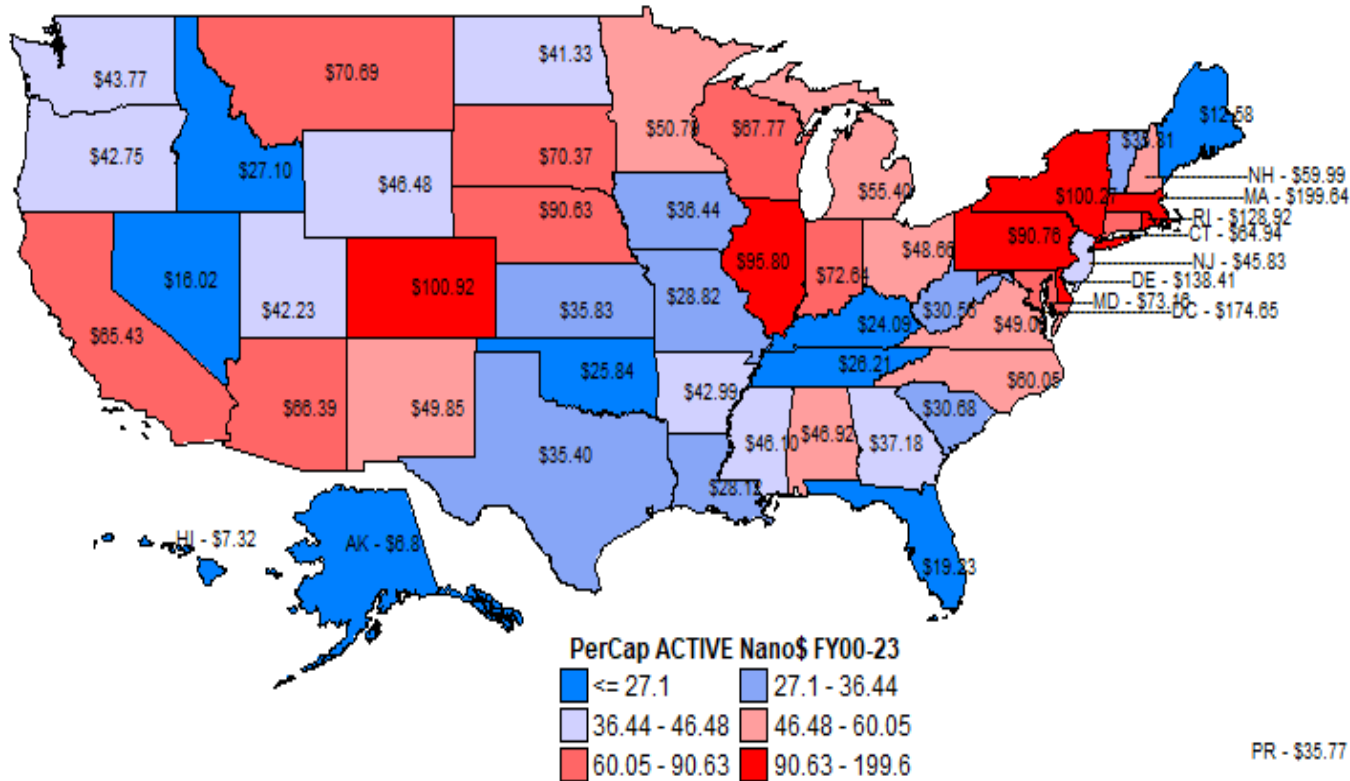 $43.77
$70.69
$41.33
$50.79
$67.77
$12.58
$42.75
$27.10
$46.48
$70.37
$55.40
NH - $59.99
MA - $199.64
$100.27
RI - $128.92
CT - $64.94
$90.63
$36.44
$90.76
NJ - $45.83
$16.02
$42.23
$100.92
$95.80
$72.64
$48.66
DE - $138.41
MD - $73.16
DC - $174.65
$65.43
$35.83
$28.82
$24.09
$30.56
$66.39
$49.85
$25.84
$42.99
$26.21
$60.05
$35.40
$46.10
$46.92
$37.18
$30.68
$28.12
$19.23
HI - $7.32
AK - $6.8
PerCap ACTIVE Nano$ FY00-23
<= 27.1
27.1 - 36.44
36.44 - 46.48
46.48 - 60.05
60.05 - 90.63
90.63 - 199.6
PR - $35.77